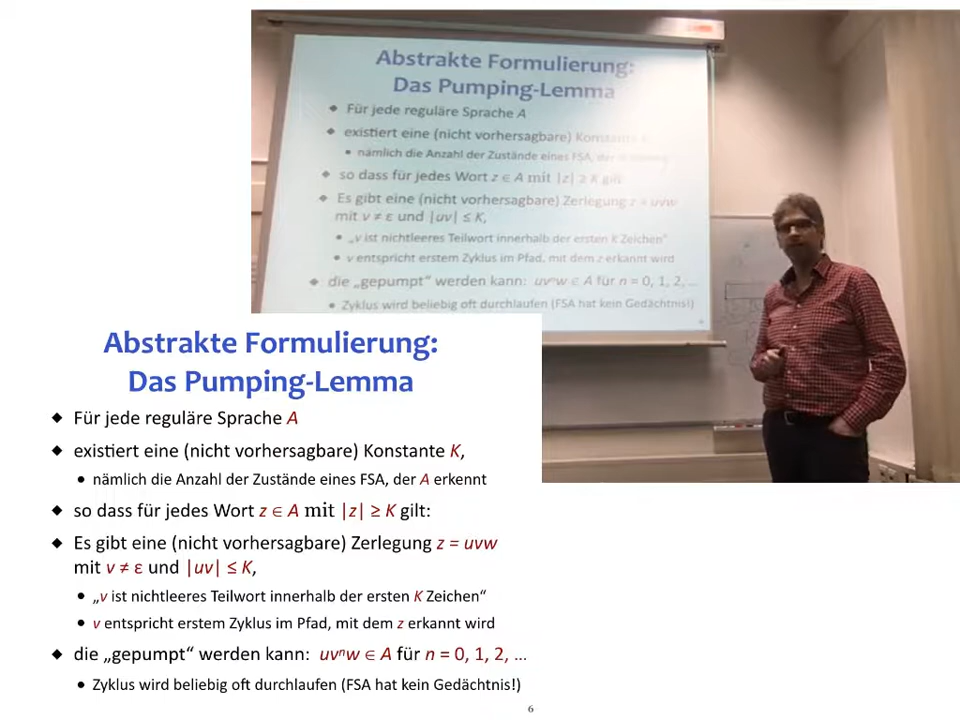 Abstrakte Formulierung:
Das Pumping-Lemma
◆ Für jede reguläre Sprache A
◆ existiert eine (nicht vorhersagbare)
• nämlich die Anzahl der Zustände eines FSA, der
◆ so dass für jedes Wort z ∈ A mit |z| ≥ K gilt:
◆ Es gibt eine (nicht vorhersagbare) Zerlegung z = uvw
mit v ≠ ε und |uv| ≤ K,
• „v ist nichtleeres Teilwort innerhalb der ersten K Zeichen“
• v entspricht erstem Zyklus im Pfad, mit dem z erkannt wird
◆ die „gepumpt“ werden kann: uvⁿw ∈ A für n = 0, 1, 2, ...
• Zyklus wird beliebig oft durchlaufen (FSA hat kein Gedächtnis!)
Abstrakte Formulierung:
Das Pumping-Lemma
◆ Für jede reguläre Sprache A
◆ existiert eine (nicht vorhersagbare) Konstante K,
• nämlich die Anzahl der Zustände eines FSA, der A erkennt
◆ so dass für jedes Wort z ∈ A mit |z| ≥ K gilt:
◆ Es gibt eine (nicht vorhersagbare) Zerlegung z = uvw
mit v ≠ ε und |uv| ≤ K,
• „v ist nichtleeres Teilwort innerhalb der ersten K Zeichen“
• v entspricht erstem Zyklus im Pfad, mit dem z erkannt wird
◆ die „gepumpt“ werden kann: uvⁿw ∈ A für n = 0, 1, 2, ...
• Zyklus wird beliebig oft durchlaufen (FSA hat kein Gedächtnis!)
6